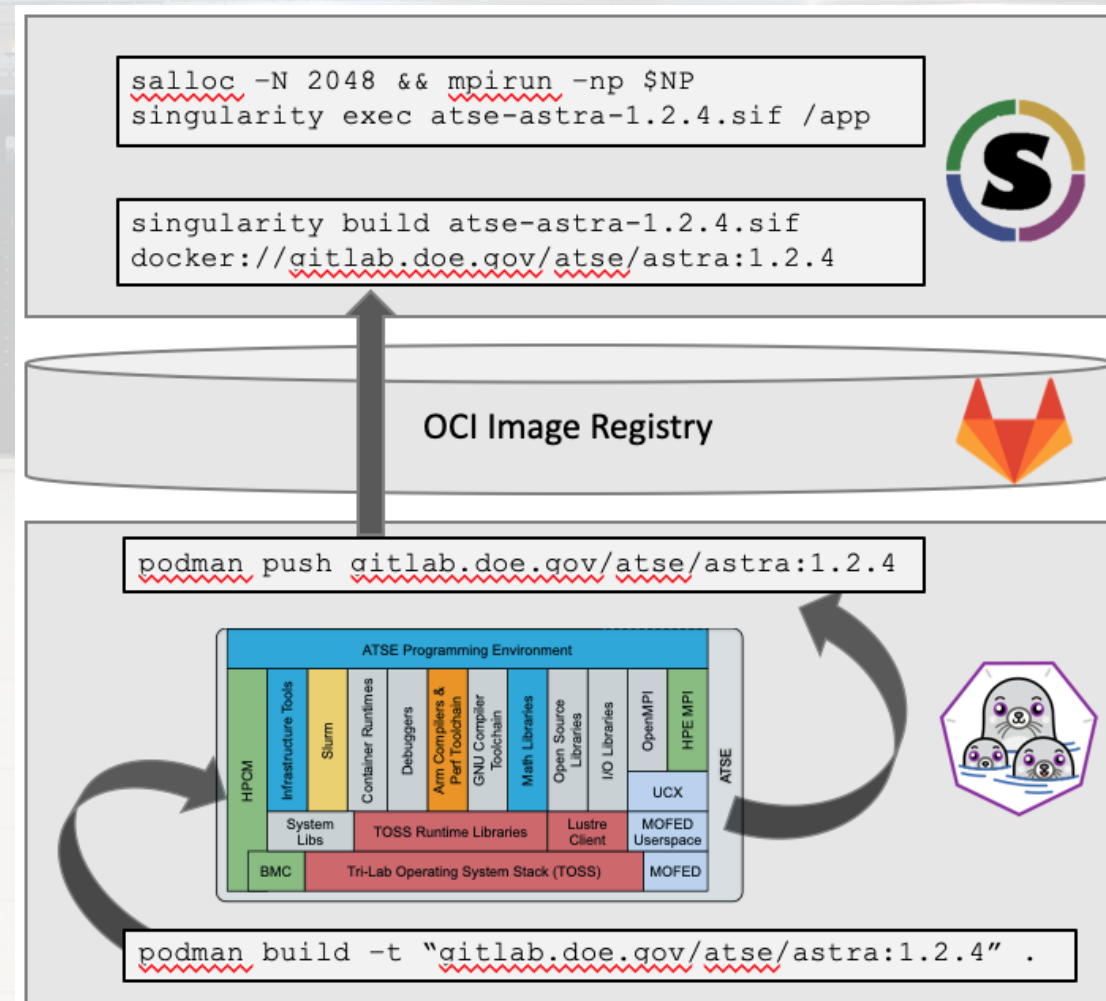 salloc –N 2048 && mpirun –np $NP
singularity exec atse-astra-1.2.4.sif /app
S
singularity build atse-astra-1.2.4.sif
docker://gitlab.doe.gov/atse/astra:1.2.4
OCI Image Registry
podman push gitlab.doe.gov/atse/astra:1.2.4
ATSE Programming Environment
HPCM
Infrastructure Tools
Slurm
Container Runtimes
Debuggers
Arm Compilers &
Perf Toolchain
GNU Compiler
Toolchain
Math Libraries
Open Source
Libraries
I/O Libraries
OpenMPI
HPE MPI
ATSE
UCX
System
Libs
TOSS Runtime Libraries
Lustre
Client
MOFED
Userspace
BMC
Tri-Lab Operating System Stack (TOSS)
MOFED
podman build –t “gitlab.doe.gov/atse/astra:1.2.4” .